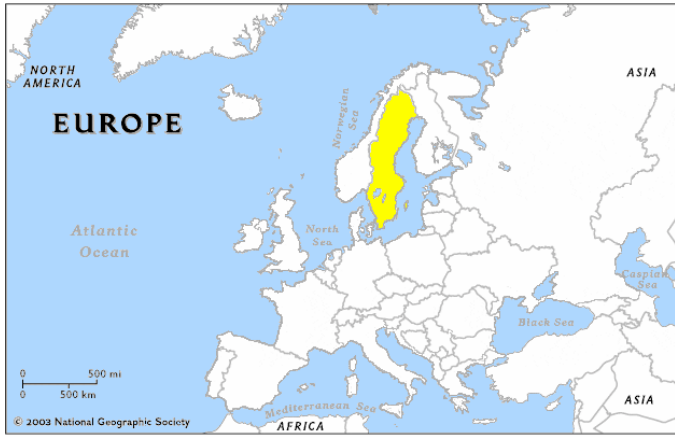 NORTH
AMERICA
ASIA
EUROPE
Norwegian
Sea
Atlantic
Ocean
North
Sea
Caspian
Sea
Black Sea
500 mi
0
0
500 km
ASIA
Mediterranean Sea
© 2003 National Geographic Society
AFRICA